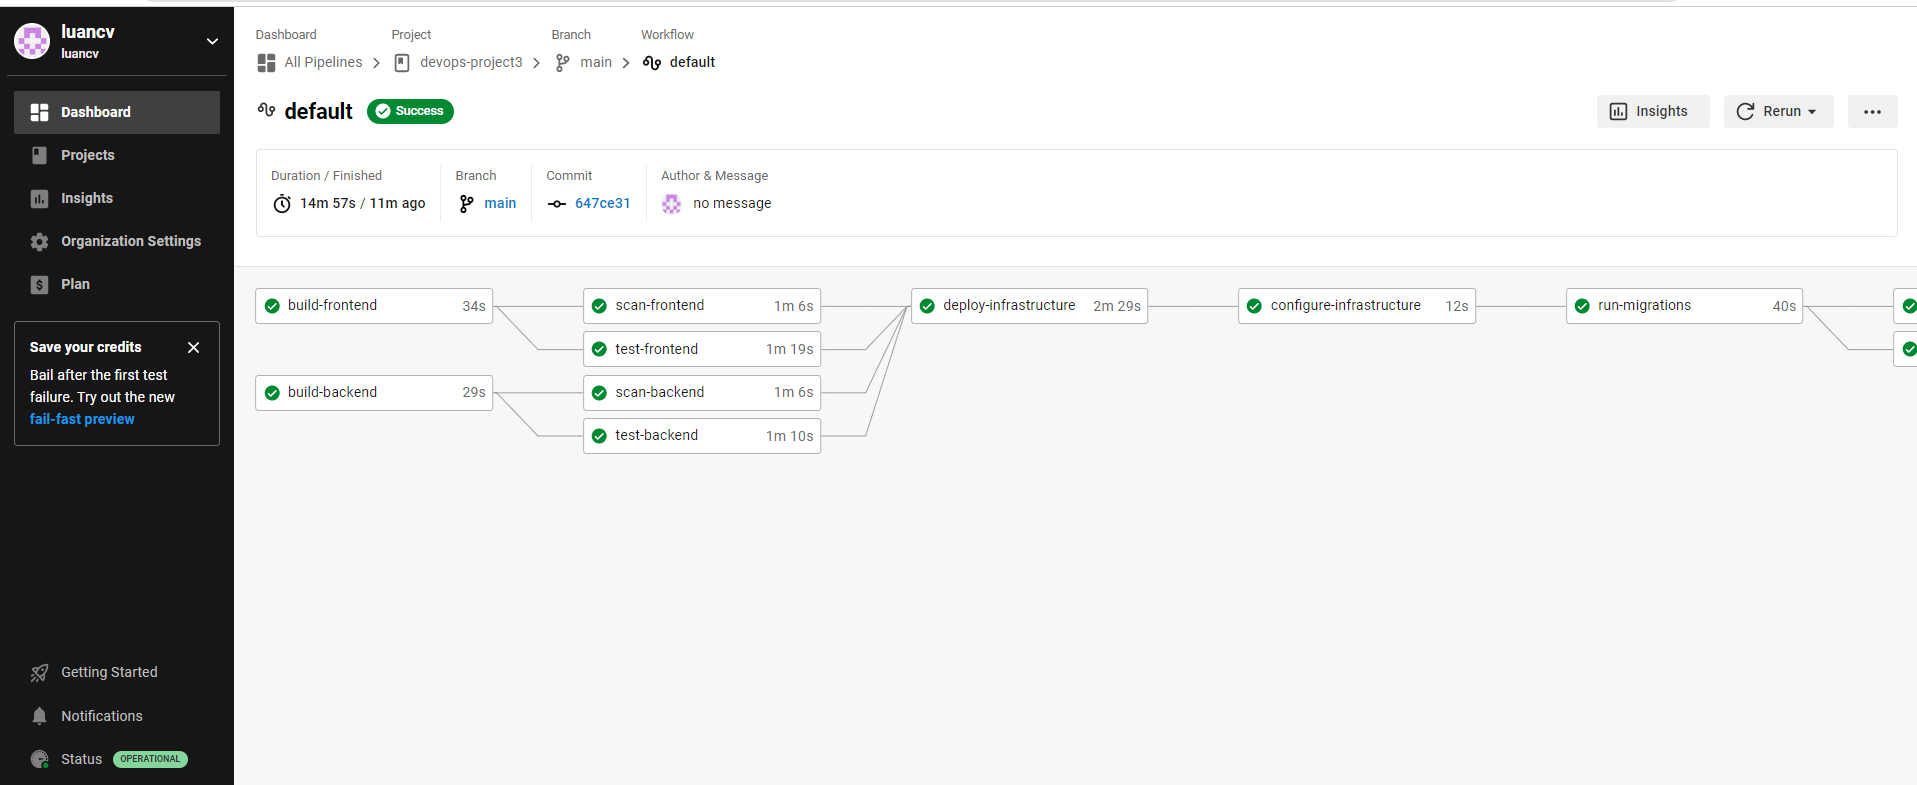 luancv
luancv
Dashboard
Projects
Insights
Organization Settings
Plan
Save your credits
Bail after the first test
failure. Try out the new
fail-fast preview
Getting Started
Notifications
Status OPERATIONAL
Dashboard Project Branch Workflow
All Pipelines devops-project3 main default
default Success
Insights Rerun
Duration / Finished Branch Commit Author & Message
14m 57s / 11m ago main 647ce31 no message
build-frontend 34s scan-frontend 1m 6s deploy-infrastructure 2m 29s configure-infrastructure 12s run-migrations 40s
test-frontend 1m 19s
build-backend 29s scan-backend 1m 6s
test-backend 1m 10s